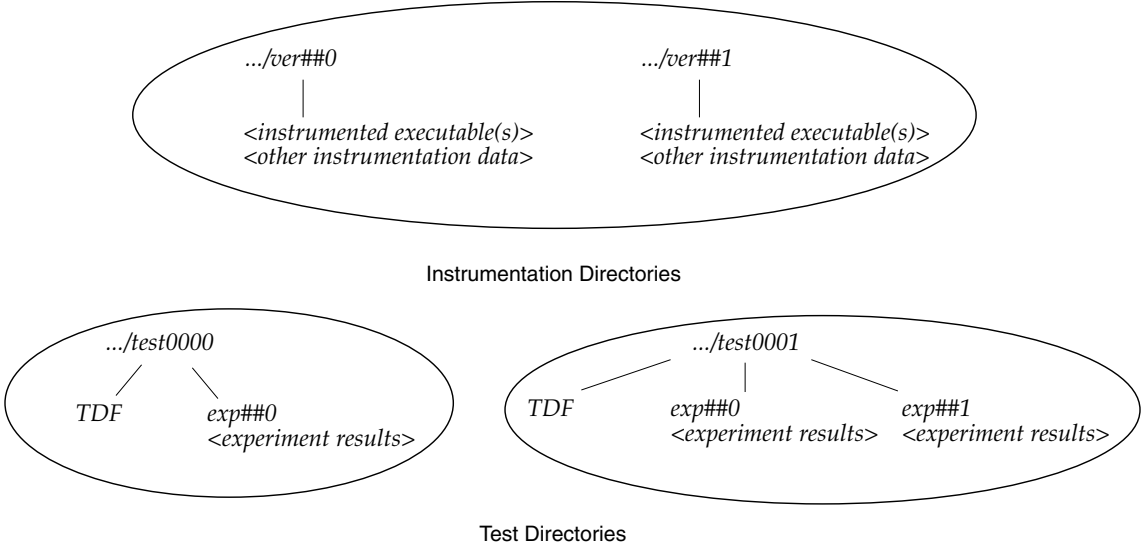 .../ver##0
.../ver##1
<instrumented executable(s)>
<other instrumentation data>
<instrumented executable(s)>
<other instrumentation data>
Instrumentation Directories
.../test0000
TDF
exp##0
<experiment results>
.../test0001
TDF
exp##0
<experiment results>
exp##1
<experiment results>
Test Directories